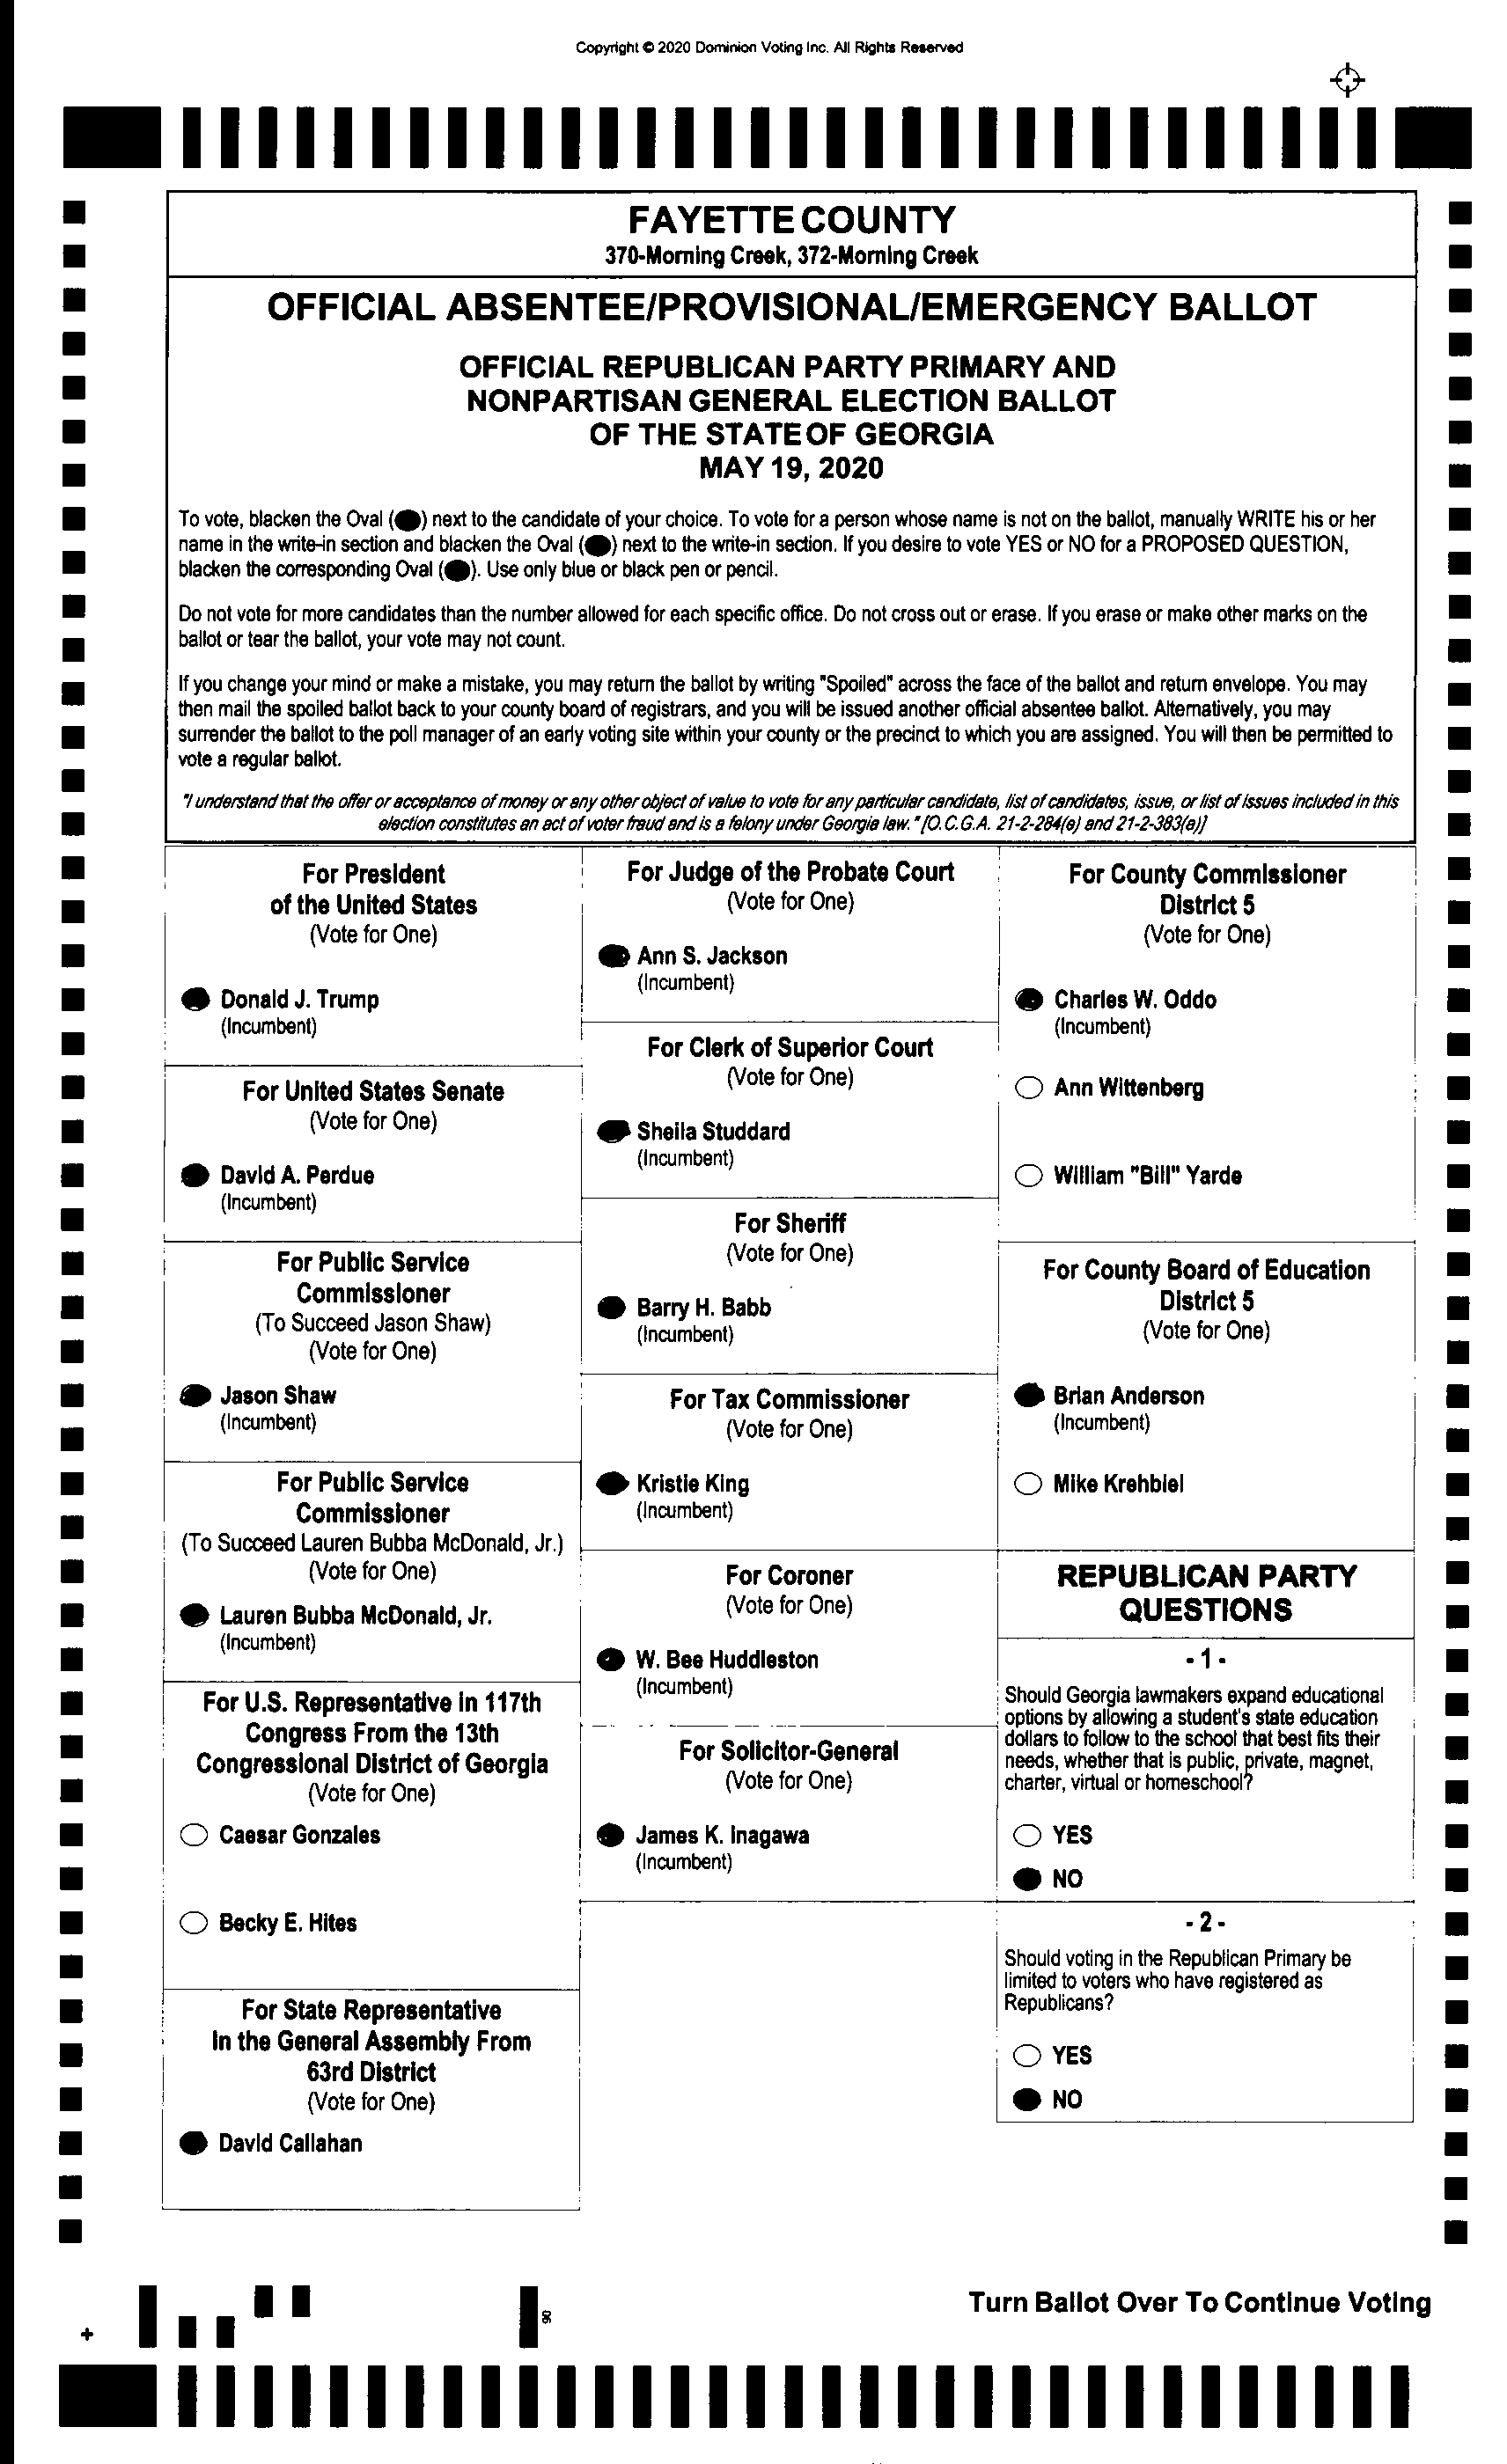 Copyright © 2020 Dominion Voting Inc. All Rights Reserved
FAYETTE COUNTY
370-Morning Creek, 372-Morning Creek
OFFICIAL ABSENTEE/PROVISIONAL/EMERGENCY BALLOT
OFFICIAL REPUBLICAN PARTY PRIMARY AND
NONPARTISAN GENERAL ELECTION BALLOT
OF THE STATE OF GEORGIA
MAY 19, 2020
To vote, blacken the Oval ( ) next to the candidate of your choice. To vote for a person whose name is not on the ballot, manually WRITE his or her
name in the write-in section and blacken the Oval ( ) next to the write-in section. If you desire to vote YES or NO for a PROPOSED QUESTION,
blacken the corresponding Oval ( ). Use only blue or black pen or pencil.
Do not vote for more candidates than the number allowed for each specific office. Do not cross out or erase. If you erase or make other marks on the
ballot or tear the ballot, your vote may not count.
If you change your mind or make a mistake, you may return the ballot by writing "Spoiled" across the face of the ballot and return envelope. You may
then mail the spoiled ballot back to your county board of registrars, and you will be issued another official absentee ballot. Alternatively, you may
surrender the ballot to the poll manager of an early voting site within your county or the precinct to which you are assigned. You will then be permitted to
vote a regular ballot.
"I understand that the offer or acceptance of money or any other object of value to vote for any particular candidate, list of candidates, issue, or list of issues included in this
election constitutes an act of voter fraud and is a felony under Georgia law." [O.C.G.A. 21-2-284(e) and 21-2-383(a)]
For President
of the United States
(Vote for One)
Donald J. Trump
(Incumbent)
For United States Senate
(Vote for One)
David A. Perdue
(Incumbent)
For Public Service
Commissioner
(To Succeed Jason Shaw)
(Vote for One)
Jason Shaw
(Incumbent)
For Public Service
Commissioner
(To Succeed Lauren Bubba McDonald, Jr.)
(Vote for One)
Lauren Bubba McDonald, Jr.
(Incumbent)
For U.S. Representative in 117th
Congress From the 13th
Congressional District of Georgia
(Vote for One)
Caesar Gonzales
Becky E. Hites
For State Representative
In the General Assembly From
63rd District
(Vote for One)
David Callahan
For Judge of the Probate Court
(Vote for One)
Ann S. Jackson
(Incumbent)
For Clerk of Superior Court
(Vote for One)
Sheila Studdard
(Incumbent)
For Sheriff
(Vote for One)
Barry H. Babb
(Incumbent)
For Tax Commissioner
(Vote for One)
Kristie King
(Incumbent)
For Coroner
(Vote for One)
W. Bee Huddleston
(Incumbent)
For Solicitor-General
(Vote for One)
James K. Inagawa
(Incumbent)
For County Commissioner
District 5
(Vote for One)
Charles W. Oddo
(Incumbent)
Ann Wittenberg
William "Bill" Yarde
For County Board of Education
District 5
(Vote for One)
Brian Anderson
(Incumbent)
Mike Krehbiel
REPUBLICAN PARTY
QUESTIONS
- 1 -
Should Georgia lawmakers expand educational
options by allowing a student's state education
dollars to follow to the school that best fits their
needs, whether that is public, private, magnet,
charter, virtual or homeschool?
YES
NO
- 2 -
Should voting in the Republican Primary be
limited to voters who have registered as
Republicans?
YES
NO
90
Turn Ballot Over To Continue Voting